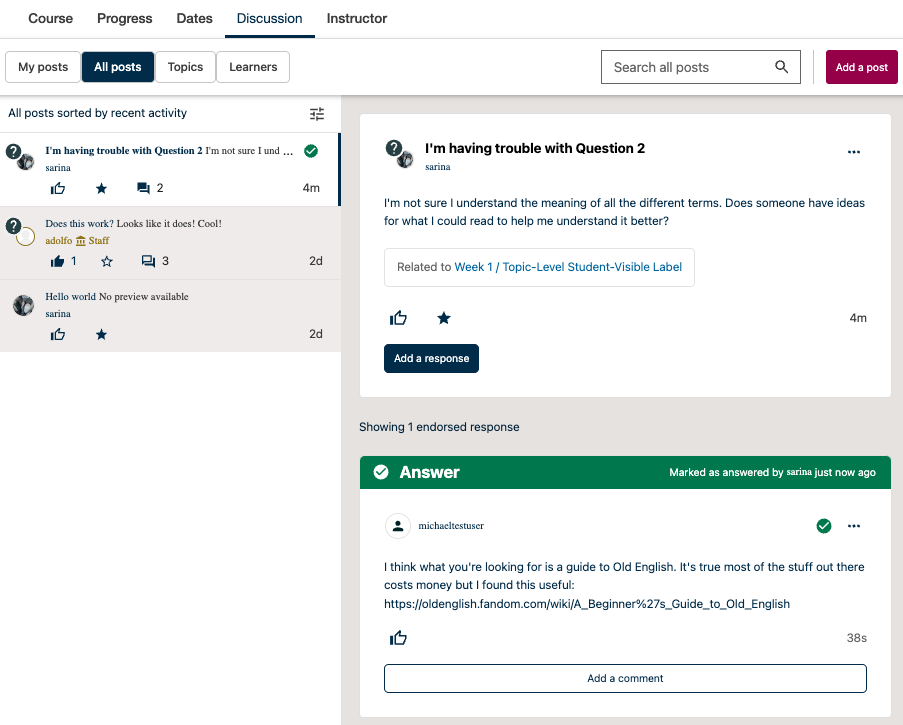 Course Progress Dates Discussion Instructor
My posts All posts Topics Learners
Search all posts
Add a post
All posts sorted by recent activity
I'm having trouble with Question 2 I'm not sure I und ...
sarina
2 4m
Does this work? Looks like it does! Cool!
adolfo Staff
1 3 2d
Hello world No preview available
sarina
2d
I'm having trouble with Question 2
sarina
I'm not sure I understand the meaning of all the different terms. Does someone have ideas
for what I could read to help me understand it better?
Related to Week 1 / Topic-Level Student-Visible Label
4m
Add a response
Showing 1 endorsed response
Answer Marked as answered by sarina just now ago
michaeltestuser
I think what you're looking for is a guide to Old English. It's true most of the stuff out there
costs money but I found this useful:
https://oldenglish.fandom.com/wiki/A_Beginner%27s_Guide_to_Old_English
38s
Add a comment